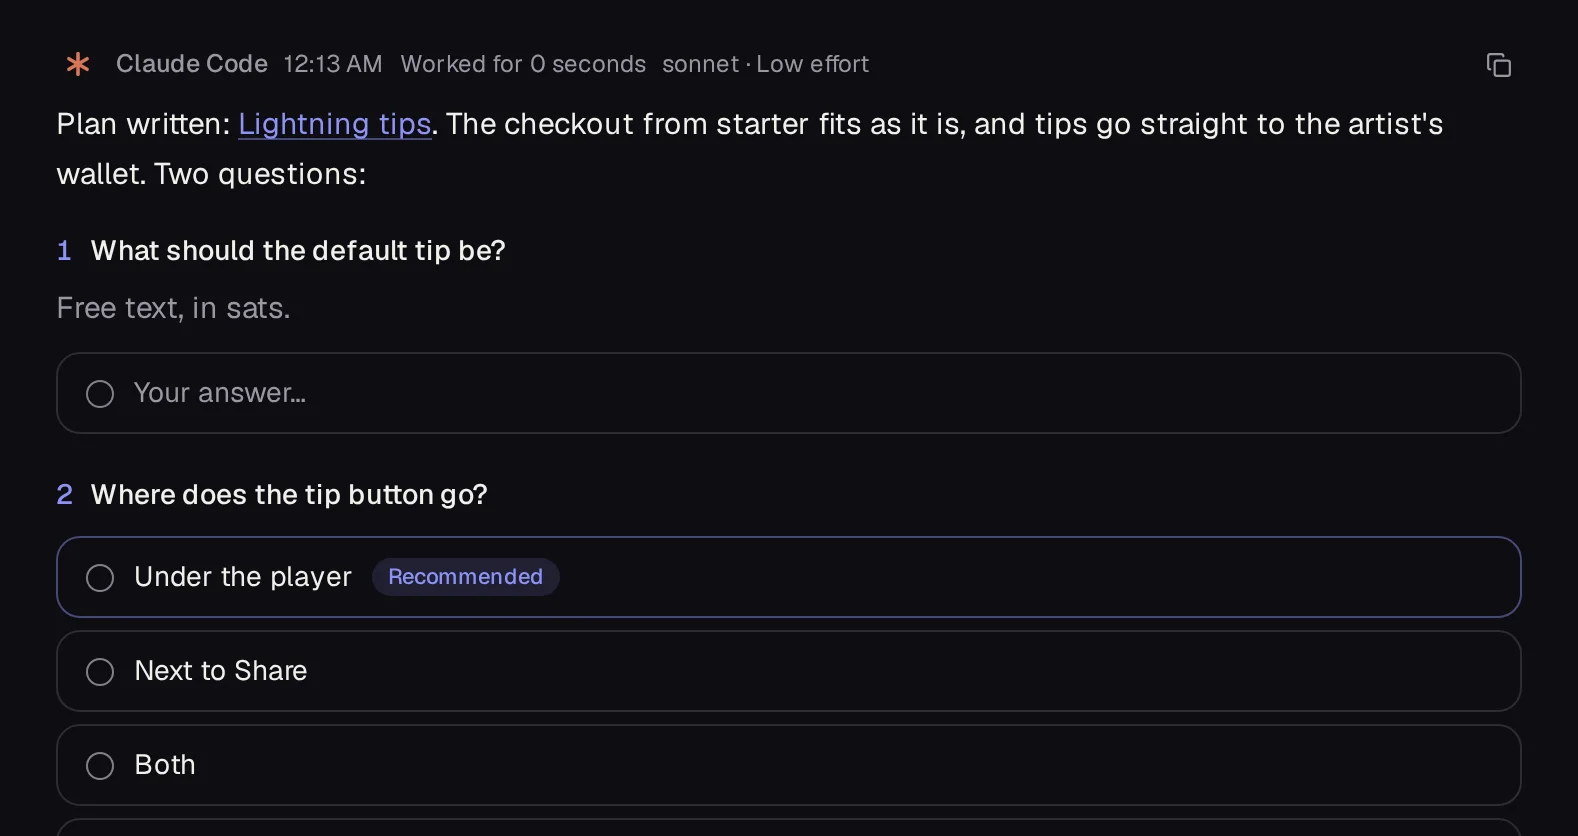 Claude Code 12:13 AM Worked for 0 seconds sonnet · Low effort
Plan written: Lightning tips. The checkout from starter fits as it is, and tips go straight to the artist's
wallet. Two questions:
1 What should the default tip be?
Free text, in sats.
Your answer...
2 Where does the tip button go?
Under the player Recommended
Next to Share
Both